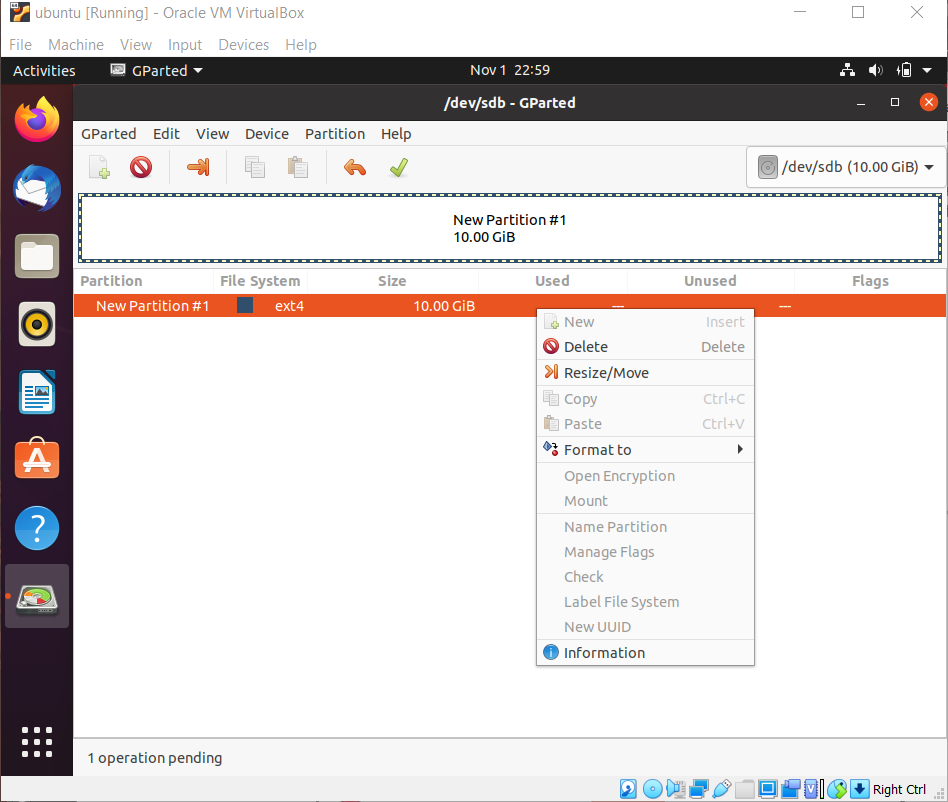 ubuntu [Running] - Oracle VM VirtualBox
File Machine View Input Devices Help
Activities GParted Nov 1 22:59
/dev/sdb - GParted
GParted Edit View Device Partition Help
/dev/sdb (10.00 GiB)
New Partition #1
10.00 GiB
Partition File System Size Used Unused Flags
New Partition #1 ext4 10.00 GiB --- ---
New Insert
Delete Delete
Resize/Move
Copy Ctrl+C
Paste Ctrl+V
Format to
Open Encryption
Mount
Name Partition
Manage Flags
Check
Label File System
New UUID
Information
1 operation pending
Right Ctrl